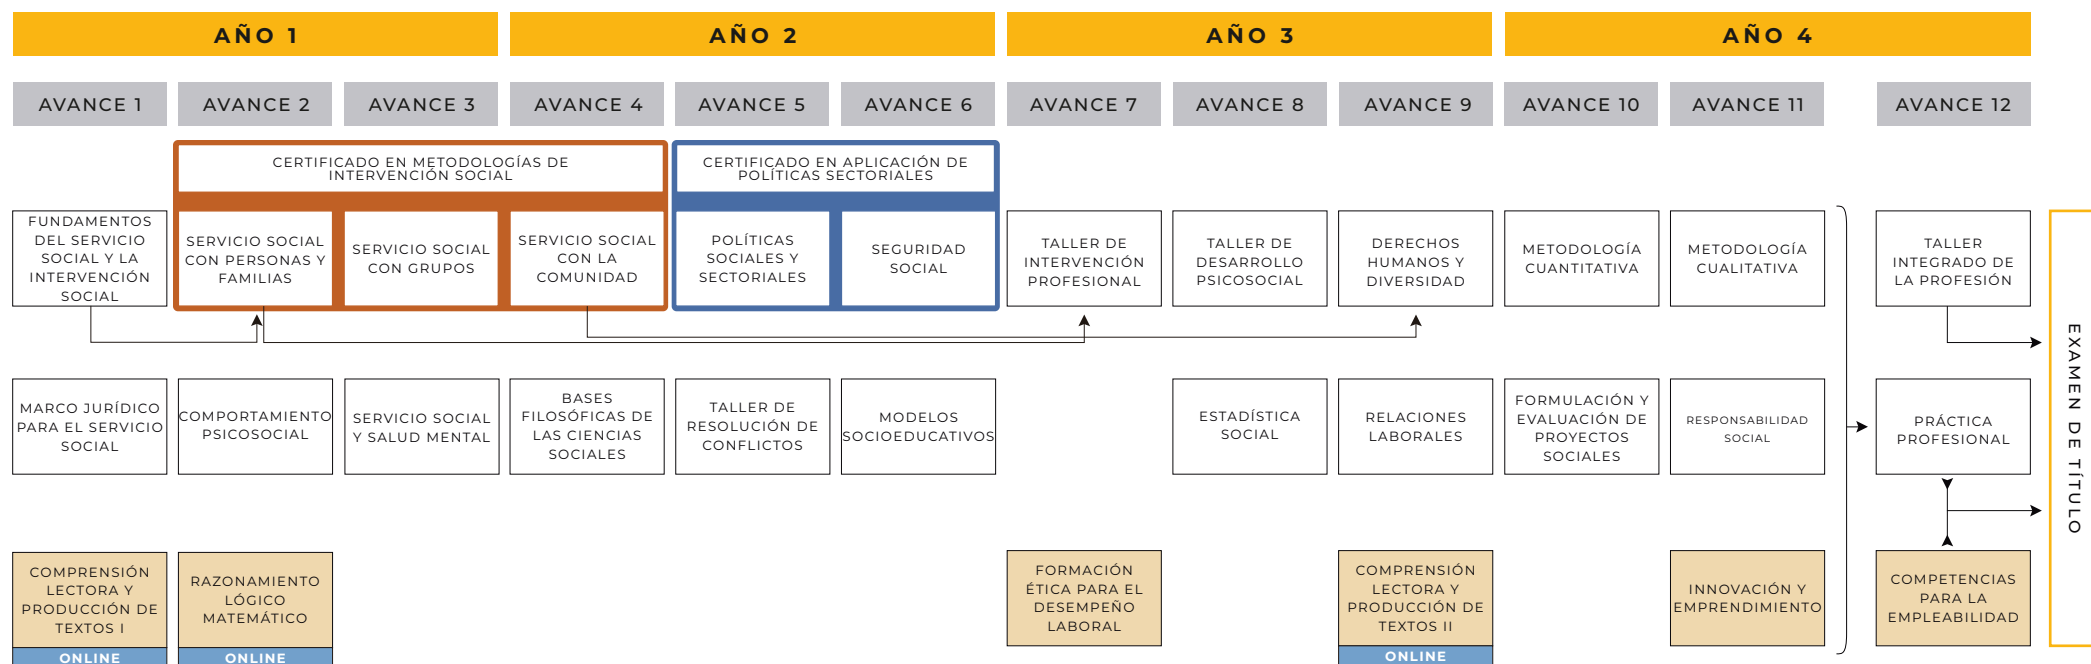 AÑO 1
AÑO 2
AÑO 3
AÑO 4
AVANCE 1
AVANCE 2
AVANCE 3
AVANCE 4
AVANCE 5
AVANCE 6
AVANCE 7
AVANCE 8
AVANCE 9
AVANCE 10
AVANCE 11
AVANCE 12
CERTIFICADO EN METODOLOGÍAS DE
INTERVENCIÓN SOCIAL
CERTIFICADO EN APLICACIÓN DE
POLÍTICAS SECTORIALES
FUNDAMENTOS
DEL SERVICIO
SOCIAL Y LA
INTERVENCIÓN
SOCIAL
SERVICIO SOCIAL
CON PERSONAS Y
FAMILIAS
SERVICIO SOCIAL
CON GRUPOS
SERVICIO SOCIAL
CON LA
COMUNIDAD
POLÍTICAS
SOCIALES Y
SECTORIALES
SEGURIDAD
SOCIAL
TALLER DE
INTERVENCIÓN
PROFESIONAL
TALLER DE
DESARROLLO
PSICOSOCIAL
DERECHOS
HUMANOS Y
DIVERSIDAD
METODOLOGÍA
CUANTITATIVA
METODOLOGÍA
CUALITATIVA
TALLER
INTEGRADO DE
LA PROFESIÓN
MARCO JURÍDICO
PARA EL SERVICIO
SOCIAL
COMPORTAMIENTO
PSICOSOCIAL
SERVICIO SOCIAL
Y SALUD MENTAL
BASES
FILOSÓFICAS DE
LAS CIENCIAS
SOCIALES
TALLER DE
RESOLUCIÓN DE
CONFLICTOS
MODELOS
SOCIOEDUCATIVOS
ESTADÍSTICA
SOCIAL
RELACIONES
LABORALES
FORMULACIÓN Y
EVALUACIÓN DE
PROYECTOS
SOCIALES
RESPONSABILIDAD
SOCIAL
PRÁCTICA
PROFESIONAL
EXAMEN DE TÍTULO
COMPRENSIÓN
LECTORA Y
PRODUCCIÓN DE
TEXTOS I
ONLINE
RAZONAMIENTO
LÓGICO
MATEMÁTICO
ONLINE
FORMACIÓN
ÉTICA PARA EL
DESEMPEÑO
LABORAL
COMPRENSIÓN
LECTORA Y
PRODUCCIÓN DE
TEXTOS II
ONLINE
INNOVACIÓN Y
EMPRENDIMIENTO
COMPETENCIAS
PARA LA
EMPLEABILIDAD